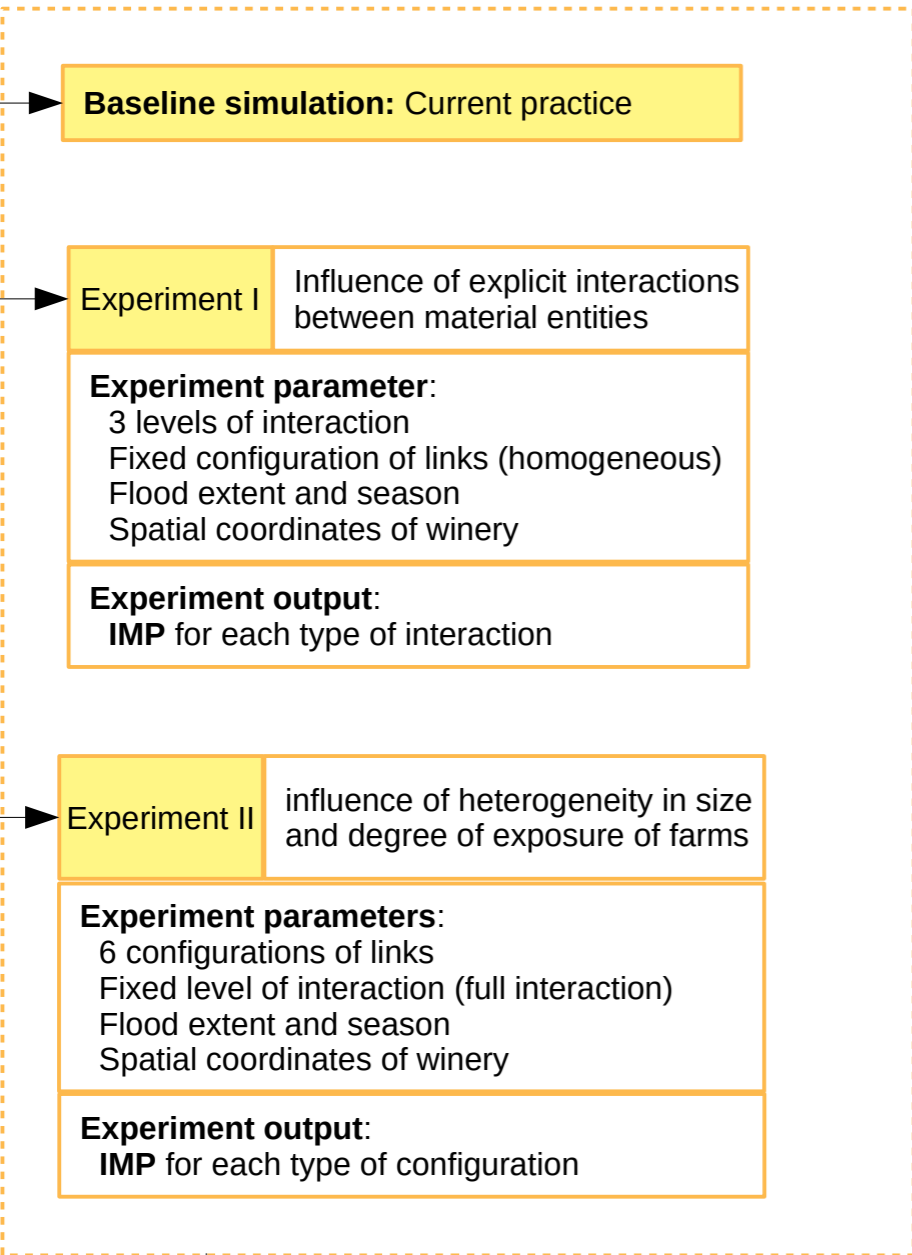 Baseline simulation: Current practice
Experiment I
Influence of explicit interactions
between material entities
Experiment parameter:
3 levels of interaction
Fixed configuration of links (homogeneous)
Flood extent and season
Spatial coordinates of winery
Experiment output:
IMP for each type of interaction
Experiment II
influence of heterogeneity in size
and degree of exposure of farms
Experiment parameters:
6 configurations of links
Fixed level of interaction (full interaction)
Flood extent and season
Spatial coordinates of winery
Experiment output:
IMP for each type of configuration